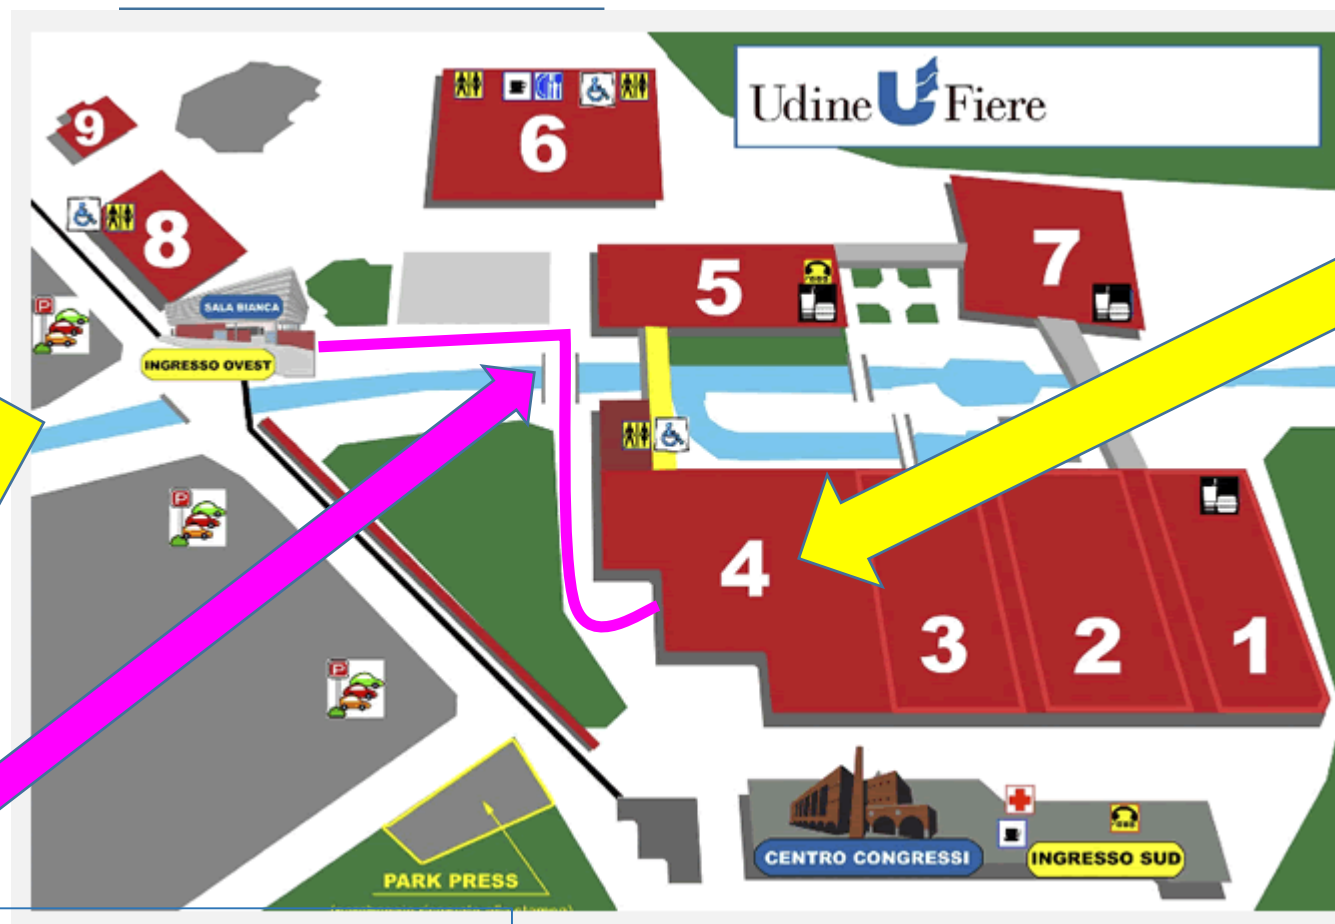 Udine Fiere
9
6
8
7
5
SALA BIANCA
INGRESSO OVEST
P
P
4
3
2
1
P
CENTRO CONGRESSI
INGRESSO SUD
PARK PRESS